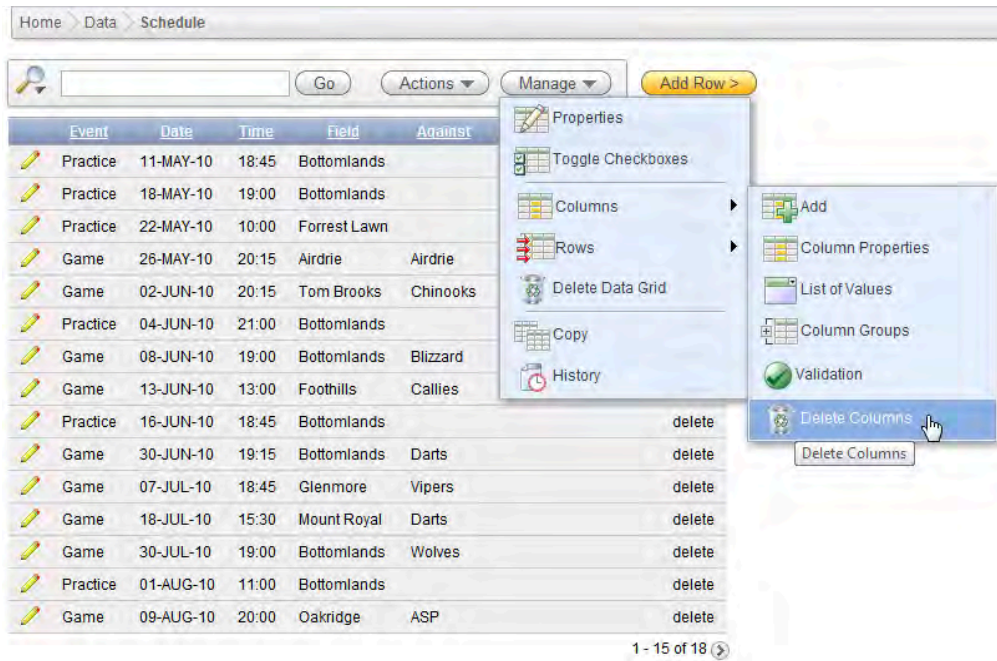 Home Data Schedule
Go Actions Manage Add Row >
Event Date Time Field Against
Practice 11-MAY-10 18:45 Bottomlands
Practice 18-MAY-10 19:00 Bottomlands
Practice 22-MAY-10 10:00 Forrest Lawn
Game 26-MAY-10 20:15 Airdrie Airdrie
Game 02-JUN-10 20:15 Tom Brooks Chinooks
Practice 04-JUN-10 21:00 Bottomlands
Game 08-JUN-10 19:00 Bottomlands Blizzard
Game 13-JUN-10 13:00 Foothills Callies
Practice 16-JUN-10 18:45 Bottomlands delete
Game 30-JUN-10 19:15 Bottomlands Darts delete
Game 07-JUL-10 18:45 Glenmore Vipers delete
Game 18-JUL-10 15:30 Mount Royal Darts delete
Game 30-JUL-10 19:00 Bottomlands Wolves delete
Practice 01-AUG-10 11:00 Bottomlands delete
Game 09-AUG-10 20:00 Oakridge ASP delete
1 - 15 of 18
Properties
Toggle Checkboxes
Columns
Rows
Delete Data Grid
Copy
History
Add
Column Properties
List of Values
Column Groups
Validation
Delete Columns
Delete Columns